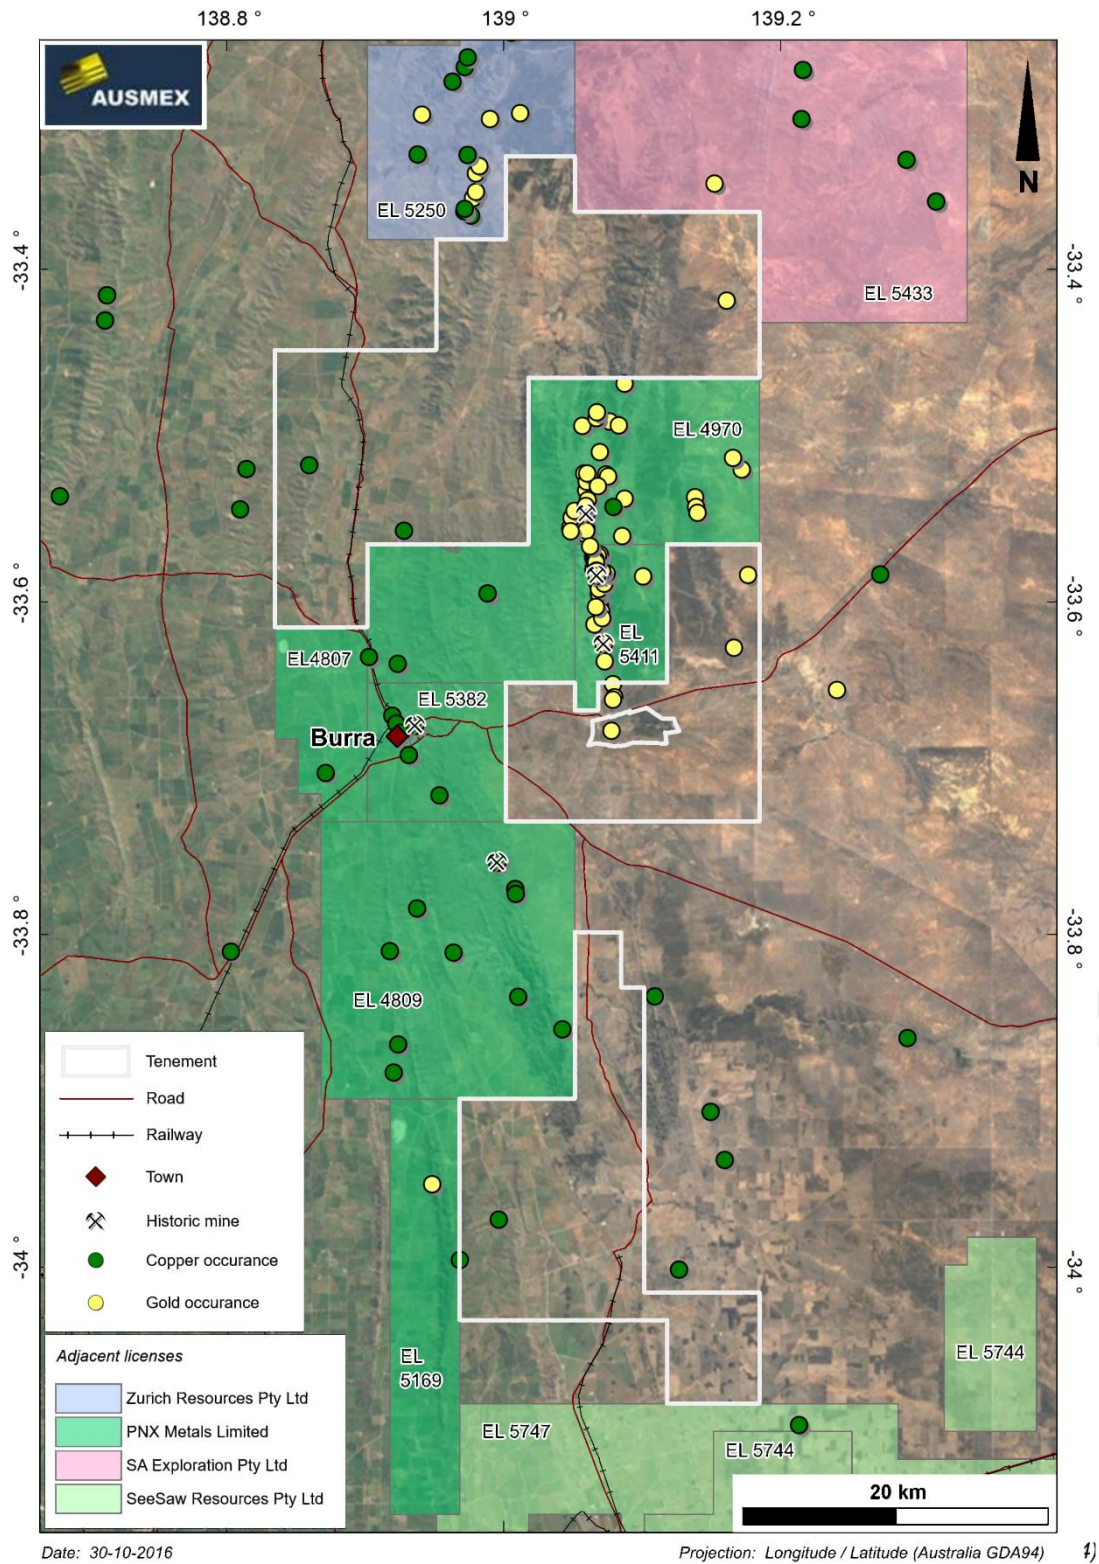 138.8 °
139 °
139.2 °
AUSMEX
N
EL 5250
-33.4 °
-33.4 °
EL 5433
EL 4970
-33.6 °
-33.6 °
EL
5411
EL4807
EL 5382
Burra
-33.8 °
-33.8 °
EL 4809
Tenement
Road
Railway
Town
Historic mine
Copper occurance
Gold occurance
-34 °
-34 °
EL 5744
EL
5169
Adjacent licenses
Zurich Resources Pty Ltd
PNX Metals Limited
SA Exploration Pty Ltd
SeeSaw Resources Pty Ltd
EL 5747
EL 5744
20 km
Date: 30-10-2016
Projection: Longitude / Latitude (Australia GDA94)